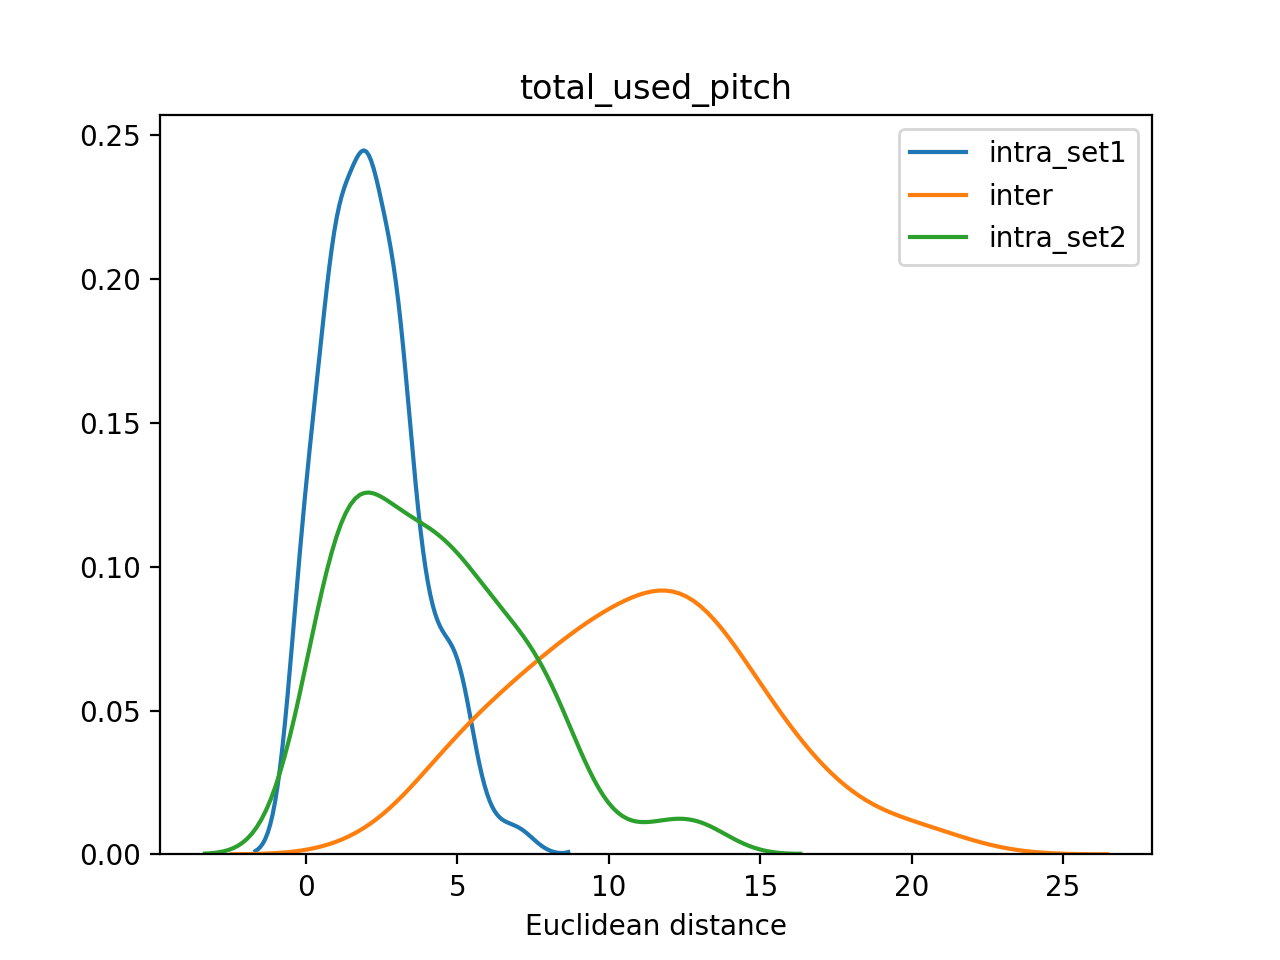 total_used_pitch
0.25
0.20
0.15
0.10
0.05
0.00
intra_set1
inter
intra_set2
0 5 10 15 20 25
Euclidean distance